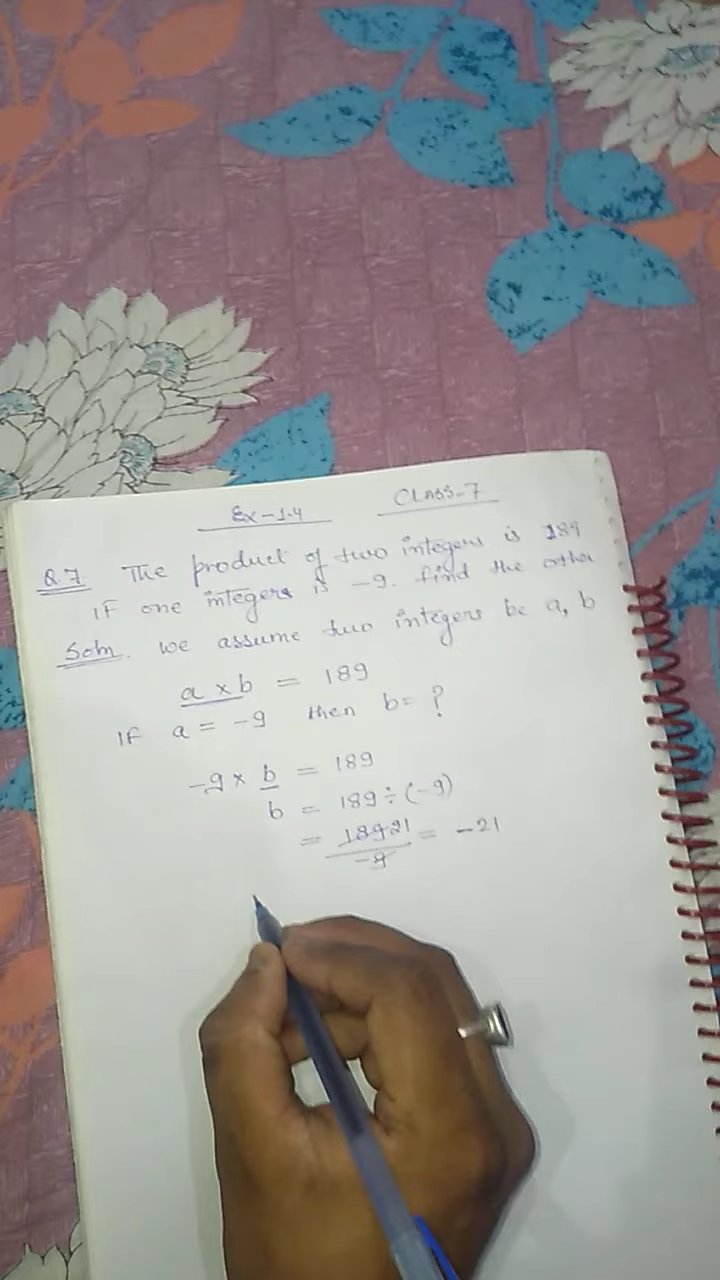 Ex-1.4 CLASS-7
Q.7. The product of two integers is 189
IF one integers is -9. find the other
Soln. we assume two integers be a, b
a × b = 189
IF a = -9 then b= ?
-9 × b = 189
b = 189 ÷ (-9)
= 189 21 / -9 = -21